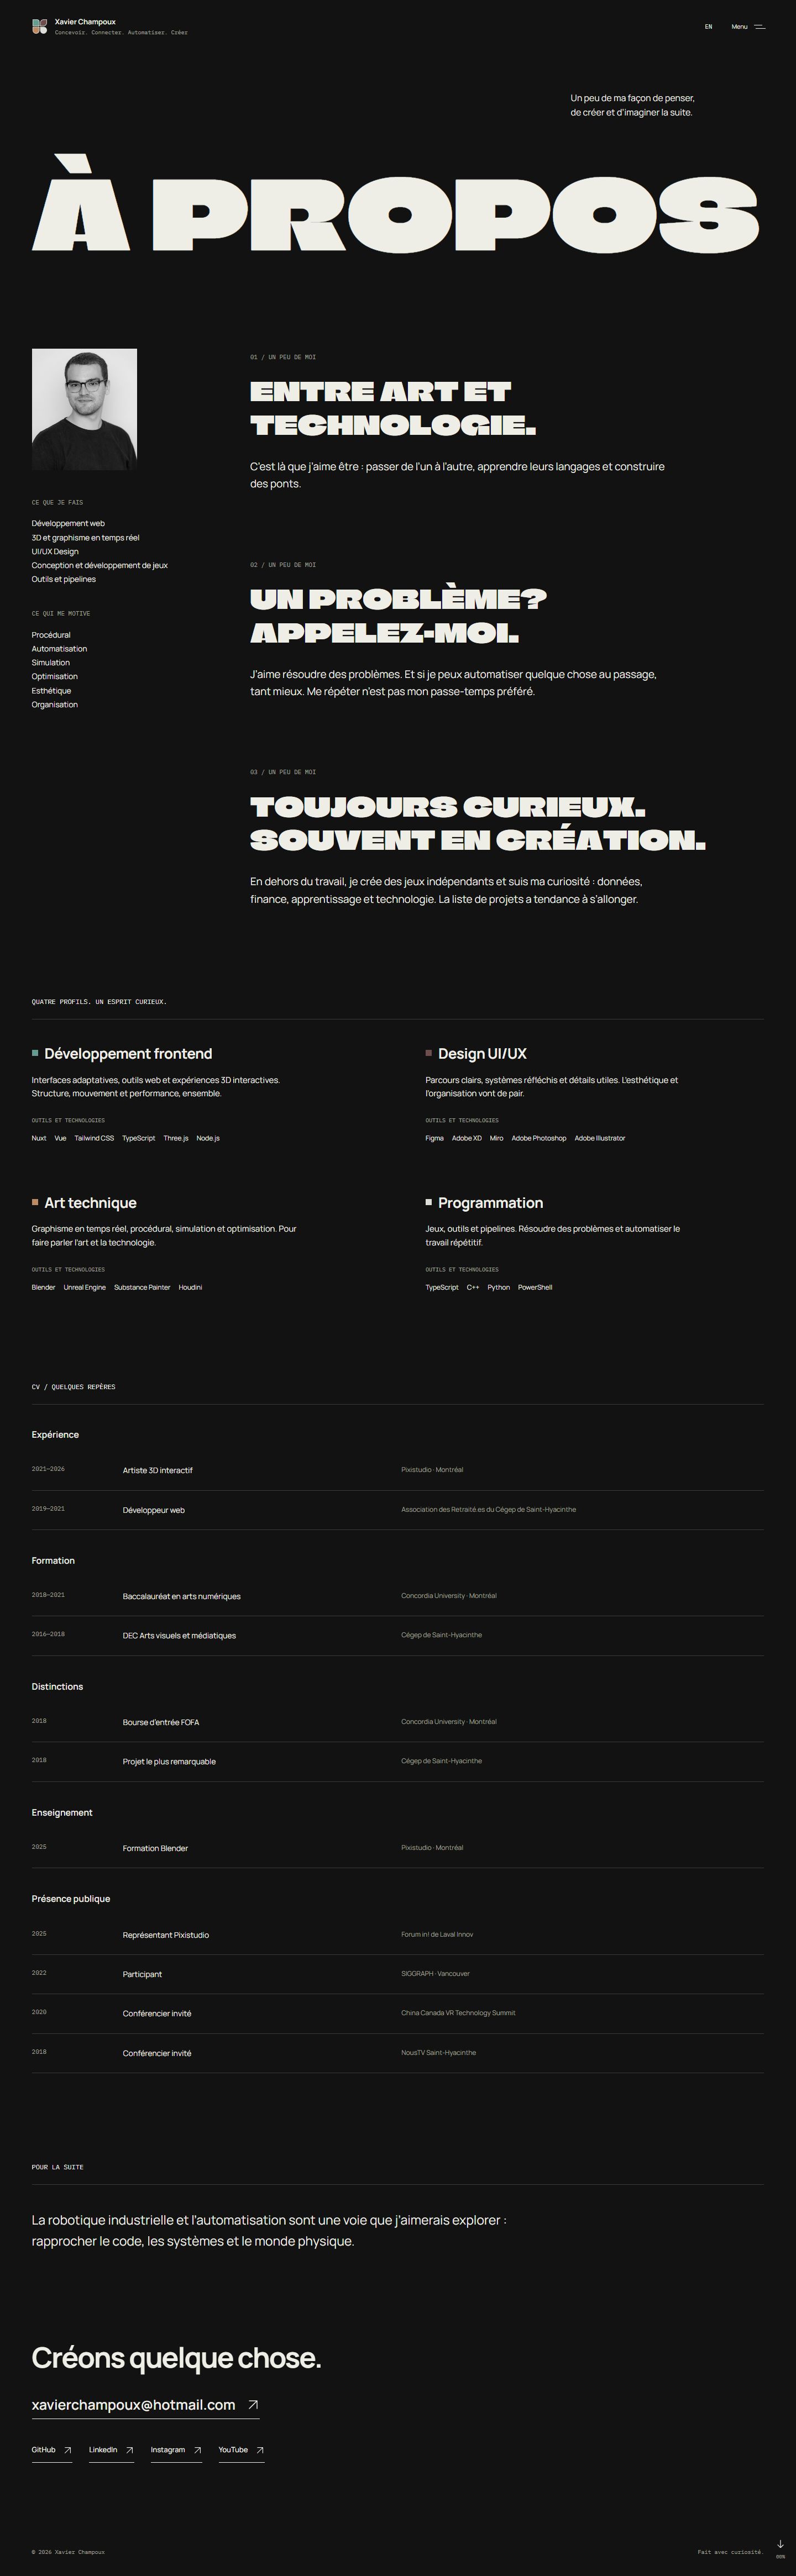 Xavier Champoux
Concevoir. Connecter. Automatiser. Créer
EN
Menu
Un peu de ma façon de penser,
de créer et d'imaginer la suite.
À PROPOS
01 / UN PEU DE MOI
ENTRE ART ET
TECHNOLOGIE.
C'est là que j'aime être : passer de l'un à l'autre, apprendre leurs langages et construire
des ponts.
CE QUE JE FAIS
Développement web
3D et graphisme en temps réel
UI/UX Design
Conception et développement de jeux
Outils et pipelines
CE QUI ME MOTIVE
Procédural
Automatisation
Simulation
Optimisation
Esthétique
Organisation
02 / UN PEU DE MOI
UN PROBLÈME?
APPELEZ-MOI.
J'aime résoudre des problèmes. Et si je peux automatiser quelque chose au passage,
tant mieux. Me répéter n'est pas mon passe-temps préféré.
03 / UN PEU DE MOI
TOUJOURS CURIEUX.
SOUVENT EN CRÉATION.
En dehors du travail, je crée des jeux indépendants et suis ma curiosité : données,
finance, apprentissage et technologie. La liste de projets a tendance à s'allonger.
QUATRE PROFILS. UN ESPRIT CURIEUX.
Développement frontend
Interfaces adaptatives, outils web et expériences 3D interactives.
Structure, mouvement et performance, ensemble.
OUTILS ET TECHNOLOGIES
Nuxt Vue Tailwind CSS TypeScript Three.js Node.js
Design UI/UX
Parcours clairs, systèmes réfléchis et détails utiles. L'esthétique et
l'organisation vont de pair.
OUTILS ET TECHNOLOGIES
Figma Adobe XD Miro Adobe Photoshop Adobe Illustrator
Art technique
Graphisme en temps réel, procédural, simulation et optimisation. Pour
faire parler l'art et la technologie.
OUTILS ET TECHNOLOGIES
Blender Unreal Engine Substance Painter Houdini
Programmation
Jeux, outils et pipelines. Résoudre des problèmes et automatiser le
travail répétitif.
OUTILS ET TECHNOLOGIES
TypeScript C++ Python PowerShell
CV / QUELQUES REPÈRES
Expérience
2021—2026 Artiste 3D interactif Pixistudio · Montréal
2019—2021 Développeur web Association des Retraité.es du Cégep de Saint-Hyacinthe
Formation
2018—2021 Baccalauréat en arts numériques Concordia University · Montréal
2016—2018 DEC Arts visuels et médiatiques Cégep de Saint-Hyacinthe
Distinctions
2018 Bourse d'entrée FOFA Concordia University · Montréal
2018 Projet le plus remarquable Cégep de Saint-Hyacinthe
Enseignement
2025 Formation Blender Pixistudio · Montréal
Présence publique
2025 Représentant Pixistudio Forum in! de Laval Innov
2022 Participant SIGGRAPH · Vancouver
2020 Conférencier invité China Canada VR Technology Summit
2018 Conférencier invité NousTV Saint-Hyacinthe
POUR LA SUITE
La robotique industrielle et l'automatisation sont une voie que j'aimerais explorer :
rapprocher le code, les systèmes et le monde physique.
Créons quelque chose.
xavierchampoux@hotmail.com
GitHub LinkedIn Instagram YouTube
© 2026 Xavier Champoux
Fait avec curiosité.